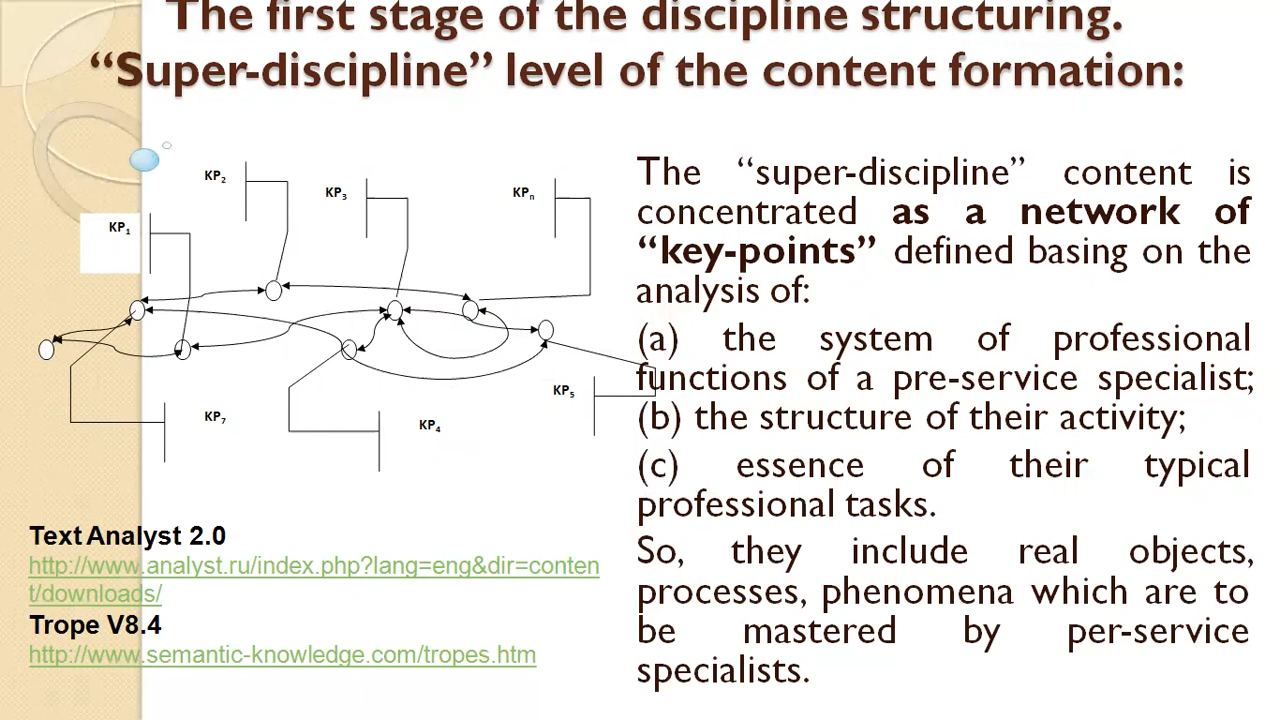 The first stage of the discipline structuring.
“Super-discipline” level of the content formation:
KP₂
KP₃
KPₙ
KP₁
KP₅
KP₇
KP₄
Text Analyst 2.0
http://www.analyst.ru/index.php?lang=eng&dir=conten
t/downloads/
Trope V8.4
http://www.semantic-knowledge.com/tropes.htm
The “super-discipline” content is
concentrated as a network of
“key-points” defined basing on the
analysis of:
(a) the system of professional
functions of a pre-service specialist;
(b) the structure of their activity;
(c) essence of their typical
professional tasks.
So, they include real objects,
processes, phenomena which are to
be mastered by per-service
specialists.